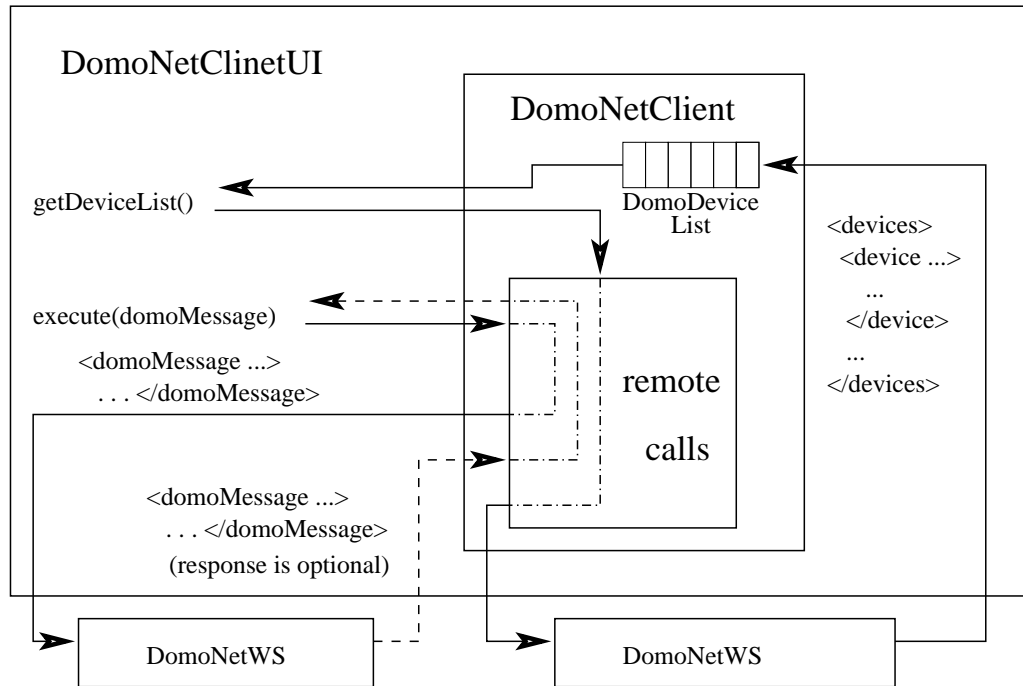 DomoNetClinetUI
DomoNetClient
DomoDevice
List
getDeviceList()
<devices>
<device ...>
...
</device>
...
</devices>
execute(domoMessage)
<domoMessage ...>
. . . </domoMessage>
remote
calls
<domoMessage ...>
. . . </domoMessage>
(response is optional)
DomoNetWS
DomoNetWS